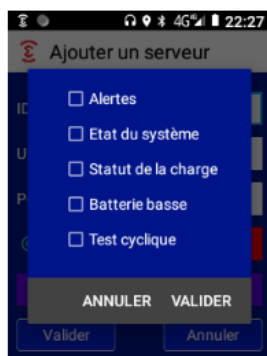 4G 22:27
Ajouter un serveur
Alertes
Etat du système
Statut de la charge
Batterie basse
Test cyclique
ANNULER VALIDER
Valider Annuler